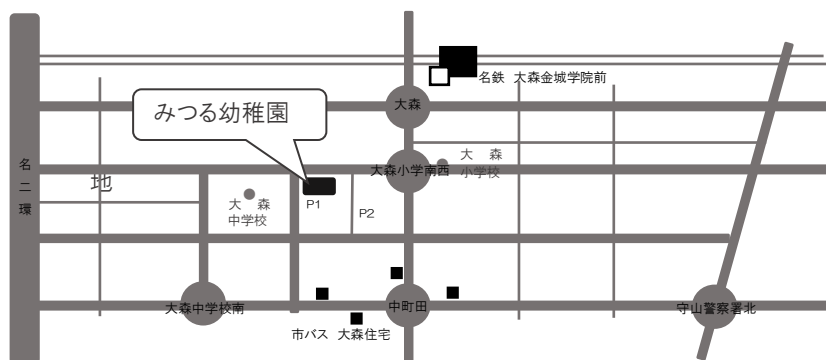 名鉄 大森金城学院前
大森
みつる幼稚園
大 森
小学校
大森小学南西
名二環
地
大 森
中学校
P1
P2
大森中学校南
中町田
守山警察署北
市バス 大森住宅